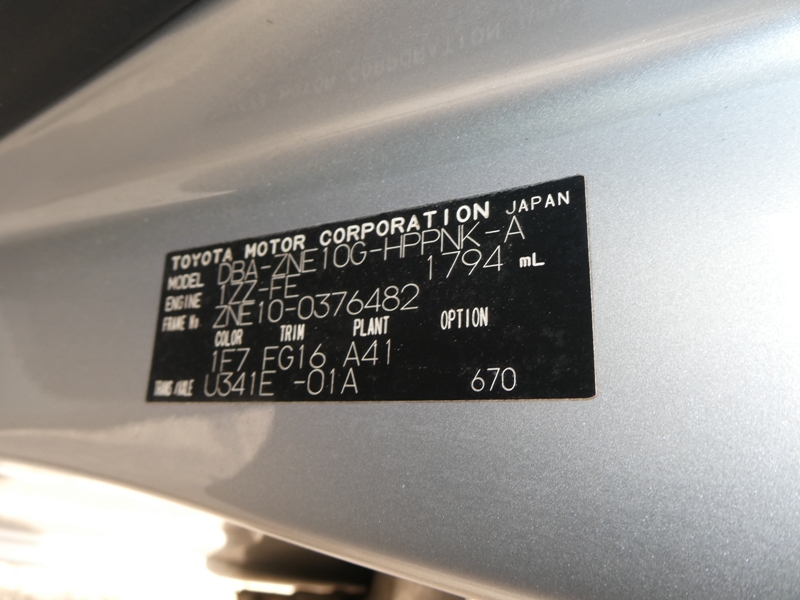 TOYOTA MOTOR CORPORATION JAPAN
MODEL DBA-ZNE10G-HPPNK-A
ENGINE 1ZZ-FE 1794 mL
FRAME No ZNE10-0376482
COLOR TRIM PLANT OPTION
1F7 FG16 A41
TRANS/AXLE U341E -01A 670